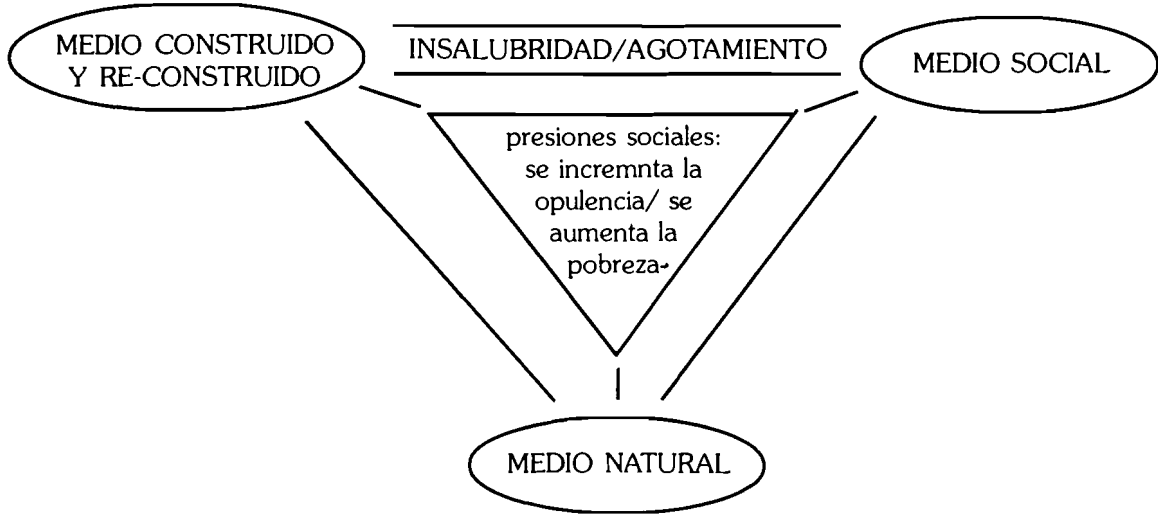 MEDIO CONSTRUIDO
Y RE-CONSTRUIDO
INSALUBRIDAD/AGOTAMIENTO
MEDIO SOCIAL
presiones sociales:
se incremnta la
opulencia/ se
aumenta la
pobreza-
MEDIO NATURAL